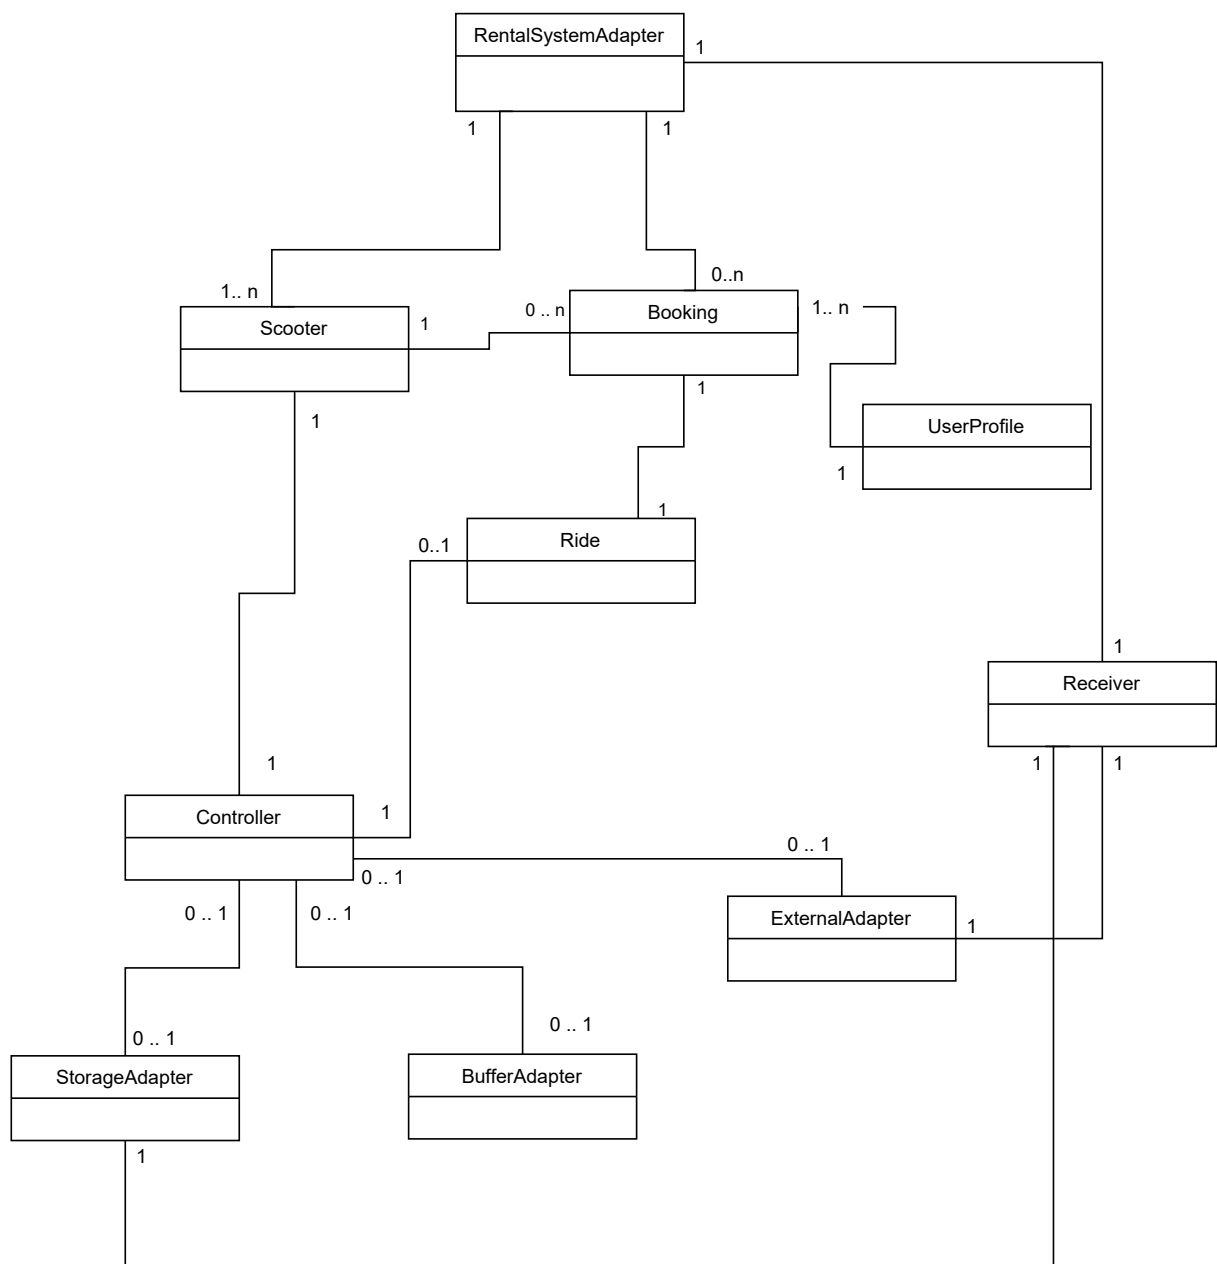 RentalSystemAdapter
1
1
1
1.. n
0..n
Scooter
1
0 .. n
Booking
1.. n
1
1
UserProfile
1
1
Ride
0..1
1
Receiver
1
1
1
Controller
1
0 .. 1
0 .. 1
0 .. 1
0 .. 1
ExternalAdapter
1
0 .. 1
0 .. 1
StorageAdapter
BufferAdapter
1